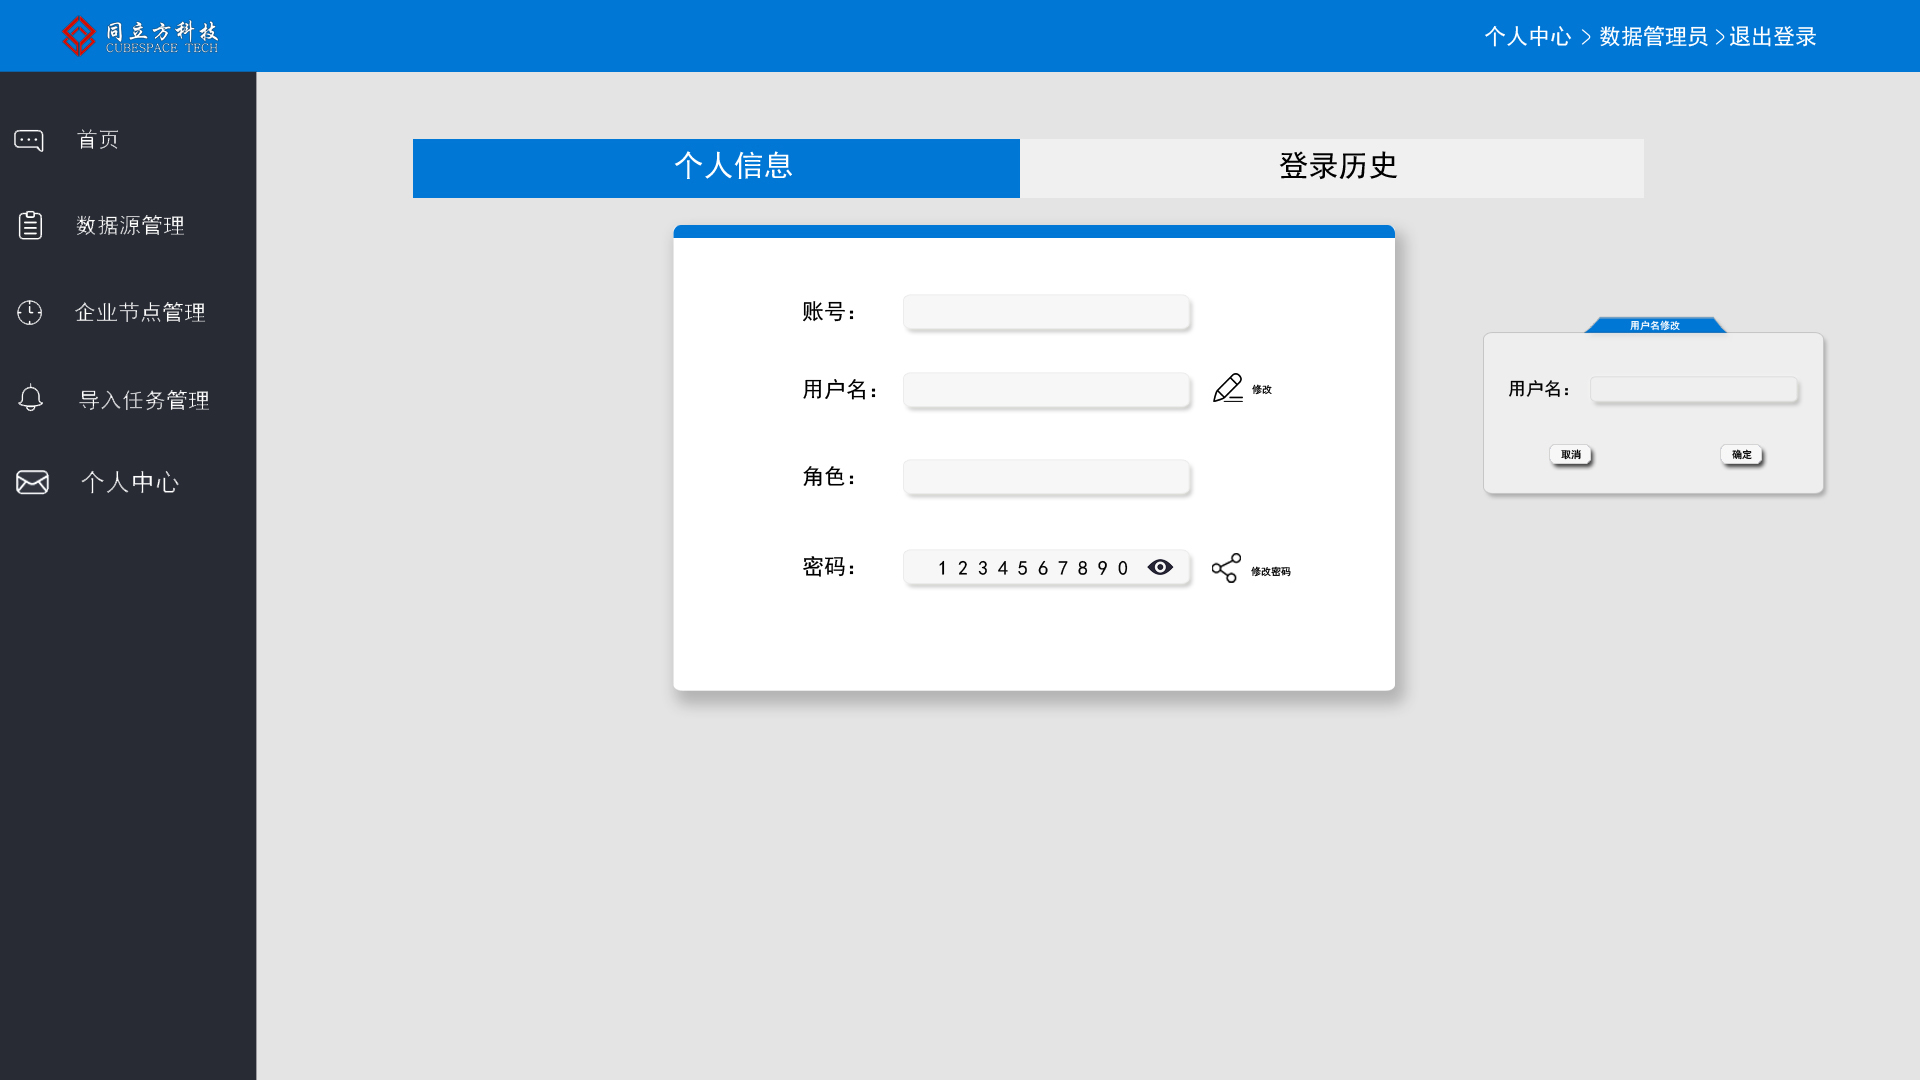 同立方科技
CUBESPACE TECH
个人中心 > 数据管理员 > 退出登录
首页
数据源管理
企业节点管理
导入任务管理
个人中心
个人信息
登录历史
账号：
用户名：
修改
角色：
密码：
1 2 3 4 5 6 7 8 9 0
修改密码
用户名修改
用户名：
取消
确定